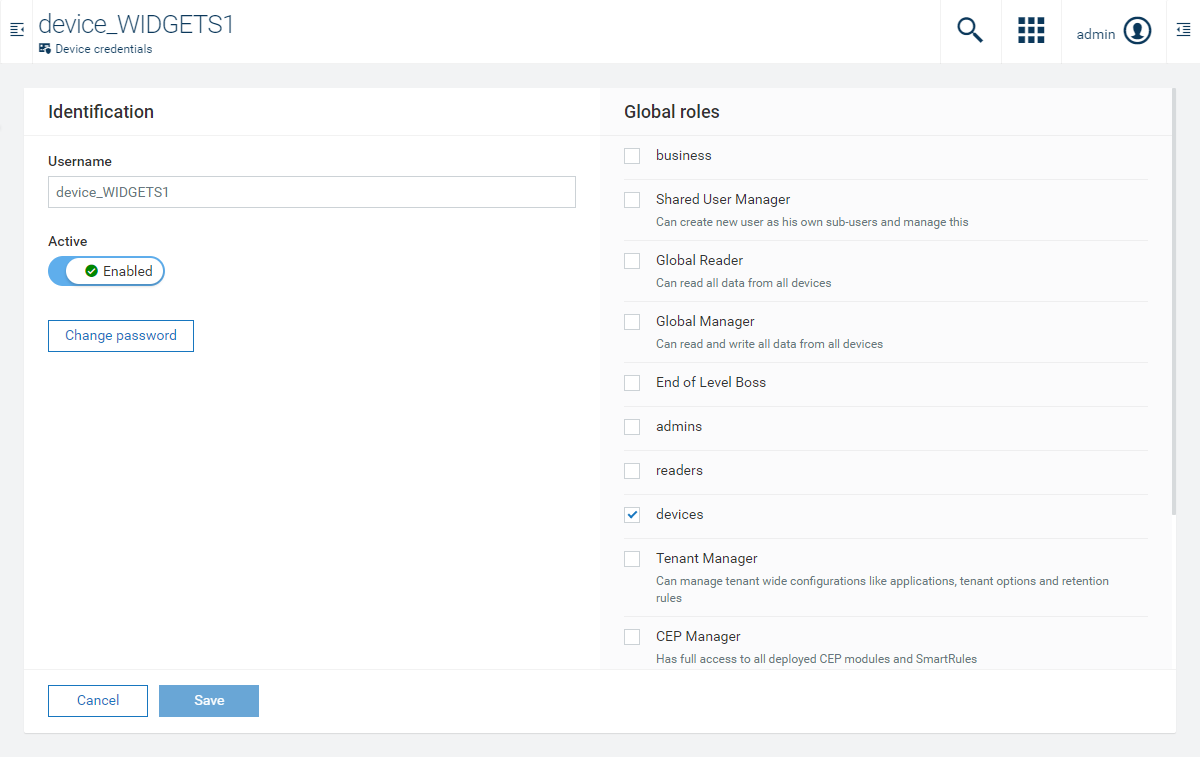 device_WIDGETS1
Device credentials
admin
Identification
Username
device_WIDGETS1
Active
Enabled
Change password
Global roles
business
Shared User Manager
Can create new user as his own sub-users and manage this
Global Reader
Can read all data from all devices
Global Manager
Can read and write all data from all devices
End of Level Boss
admins
readers
devices
Tenant Manager
Can manage tenant wide configurations like applications, tenant options and retention
rules
CEP Manager
Has full access to all deployed CEP modules and SmartRules
Cancel
Save